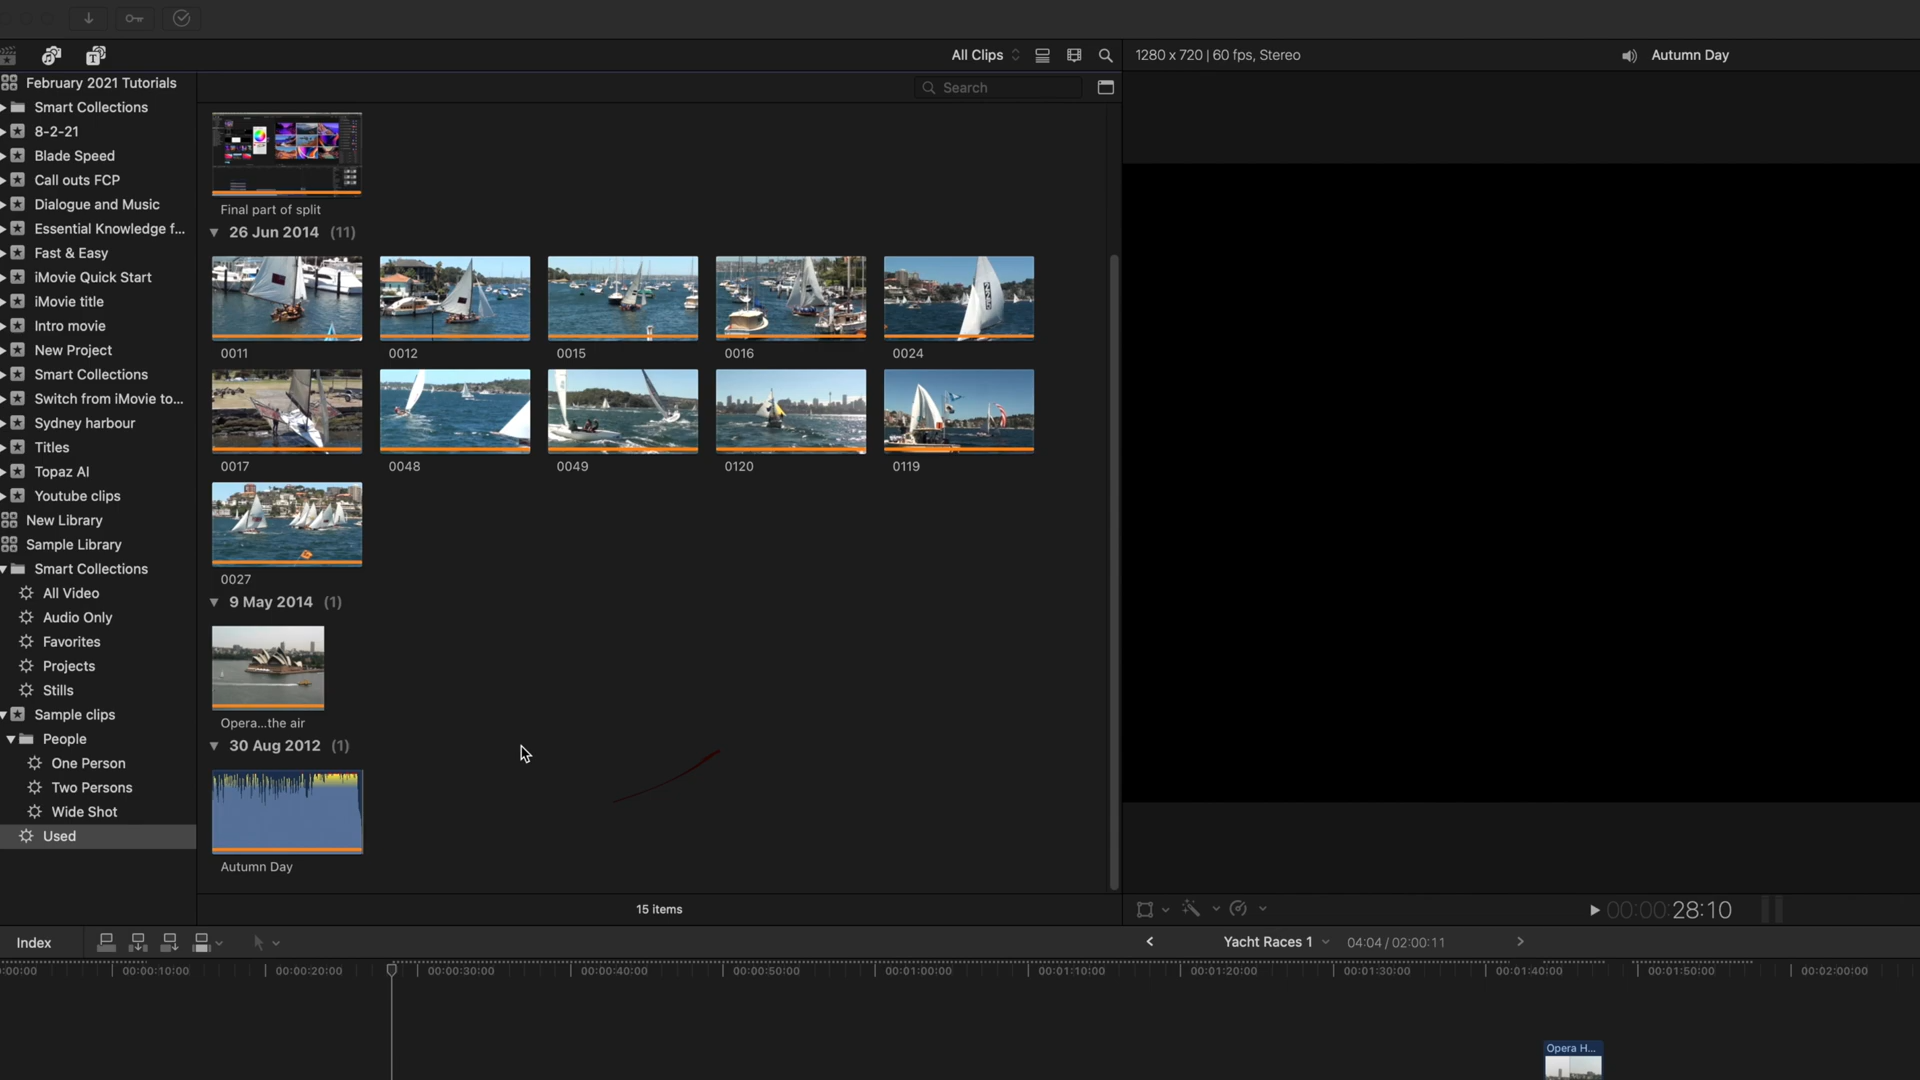 All Clips
1280 x 720 | 60 fps, Stereo
Autumn Day
February 2021 Tutorials
Smart Collections
8-2-21
Blade Speed
Call outs FCP
Dialogue and Music
Essential Knowledge f...
Fast & Easy
iMovie Quick Start
iMovie title
Intro movie
New Project
Smart Collections
Switch from iMovie to...
Sydney harbour
Titles
Topaz AI
Youtube clips
New Library
Sample Library
Smart Collections
All Video
Audio Only
Favorites
Projects
Stills
Sample clips
People
One Person
Two Persons
Wide Shot
Used
Search
Final part of split
26 Jun 2014 (11)
0011 0012 0015 0016 0024
0017 0048 0049 0120 0119
0027
9 May 2014 (1)
Opera...the air
30 Aug 2012 (1)
Autumn Day
15 items
00:00:28:10
Index
Yacht Races 1
04:04 / 02:00:11
0:00:00 00:00:10:00 00:00:20:00 00:00:30:00 00:00:40:00 00:00:50:00 00:01:00:00 00:01:10:00 00:01:20:00 00:01:30:00 00:01:40:00 00:01:50:00 00:02:00:00
Opera H...